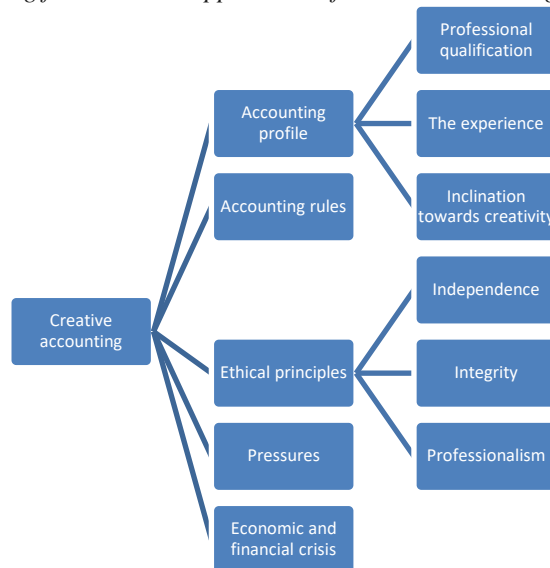 Professional
qualification
Accounting
profile
The experience
Accounting rules
Inclination
towards creativity
Creative
accounting
Independence
Ethical principles
Integrity
Pressures
Professionalism
Economic and
financial crisis